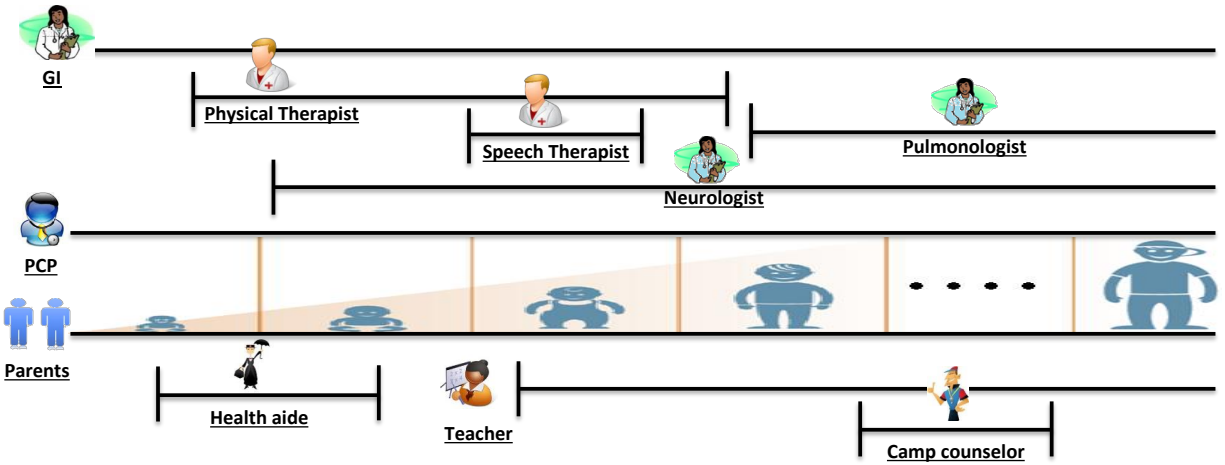 GI
Physical Therapist
Speech Therapist
Pulmonologist
Neurologist
PCP
Parents
Health aide
Teacher
Camp counselor